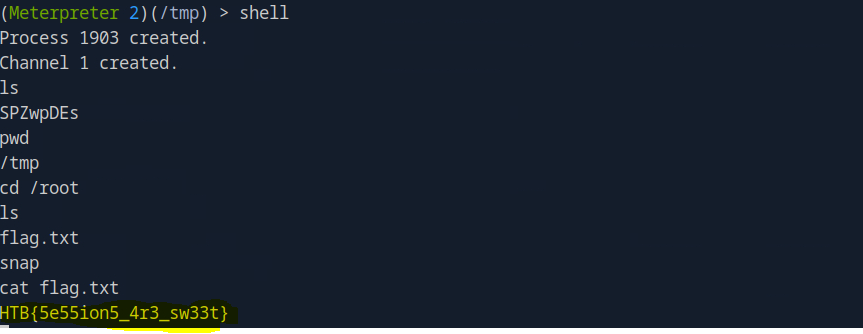 (Meterpreter 2)(/tmp) > shell
Process 1903 created.
Channel 1 created.
ls
SPZwpDEs
pwd
/tmp
cd /root
ls
flag.txt
snap
cat flag.txt
HTB{5e55ion5_4r3_sw33t}